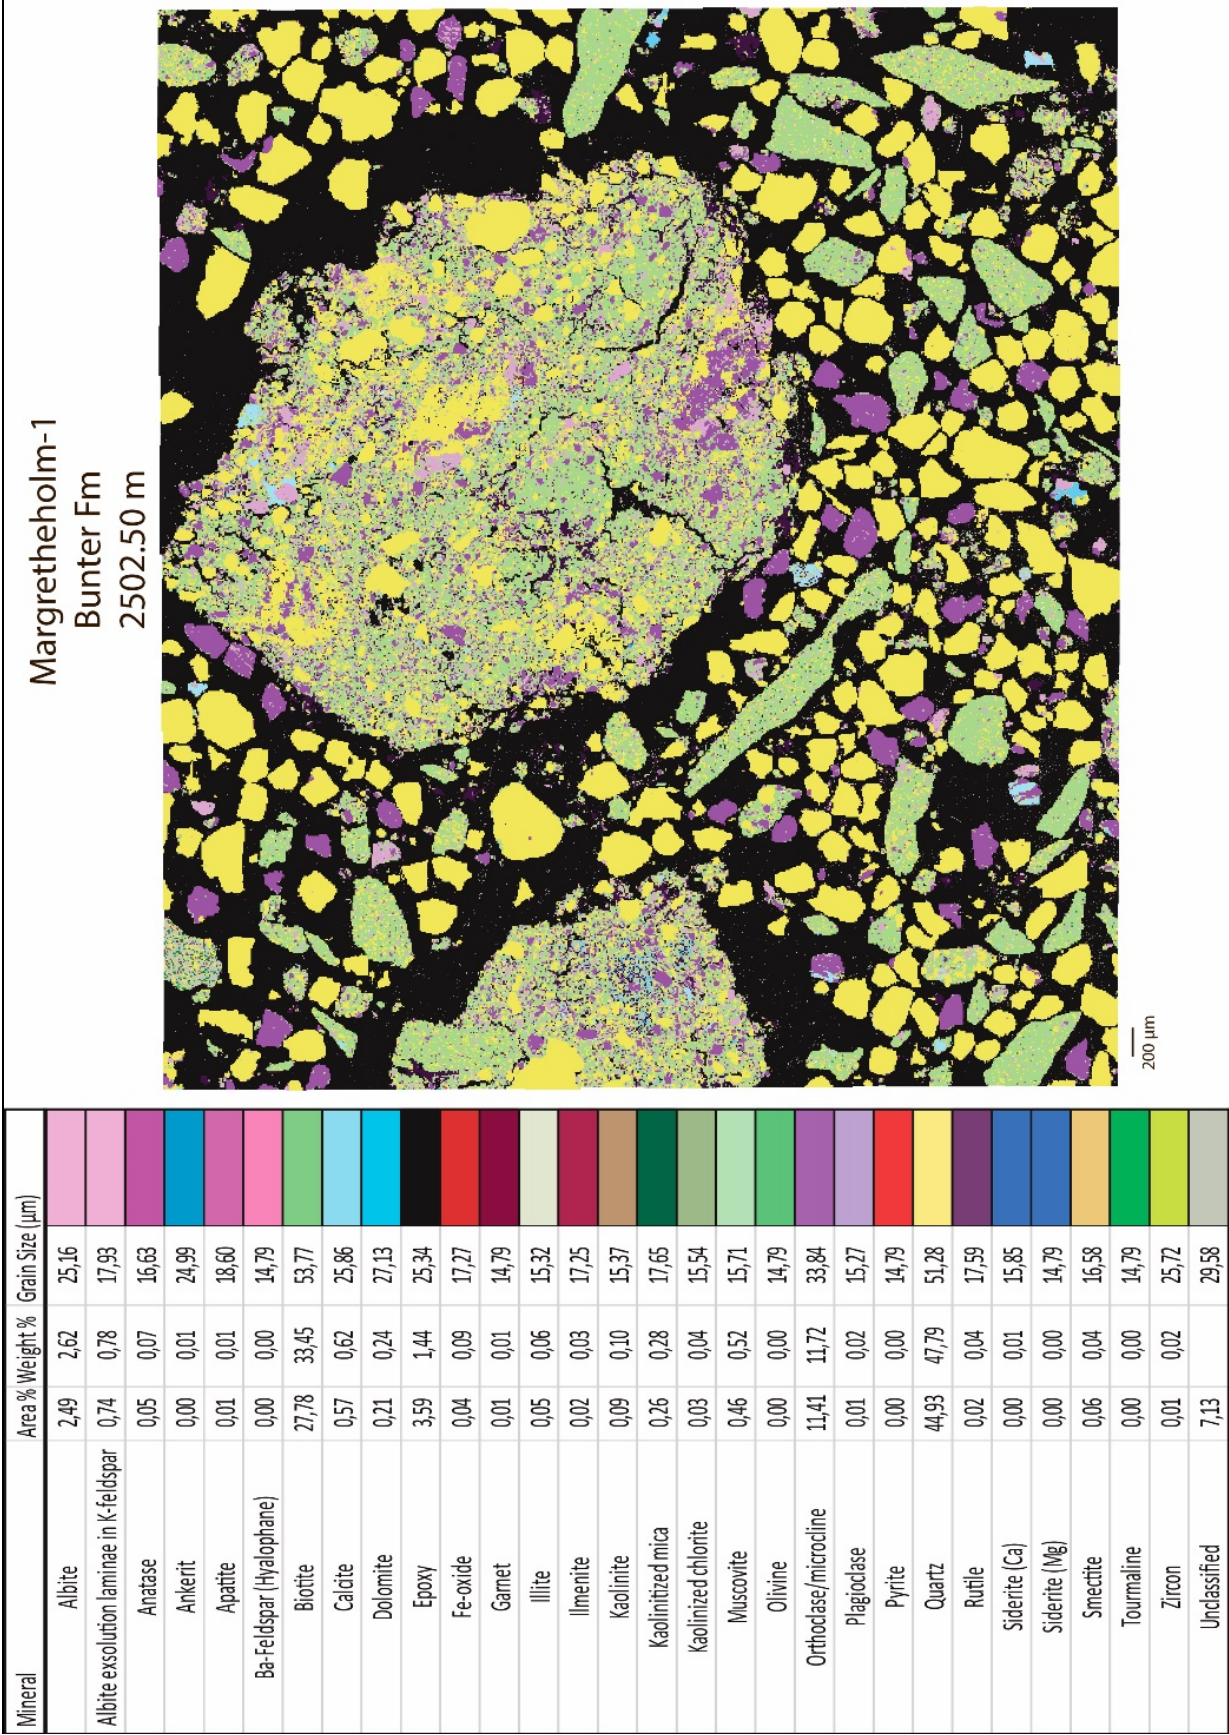 Margretheholm-1
Bunter Fm
2502.50 m
200 µm
Mineral Area % Weight % Grain Size (µm)
Albite 2,49 2,62 25,16
Albite exsolution laminae in K-feldspar 0,74 0,78 17,93
Anatase 0,05 0,07 16,63
Ankerit 0,00 0,01 24,99
Apatite 0,01 0,01 18,60
Ba-Feldspar (Hyalophane) 0,00 0,00 14,79
Biotite 27,78 33,45 53,77
Calcite 0,57 0,62 25,86
Dolomite 0,21 0,24 27,13
Epoxy 3,59 1,44 25,34
Fe-oxide 0,04 0,09 17,27
Garnet 0,01 0,01 14,79
Illite 0,05 0,06 15,32
Ilmenite 0,02 0,03 17,25
Kaolinite 0,09 0,10 15,37
Kaolinitized mica 0,26 0,28 17,65
Kaolinized chlorite 0,03 0,04 15,54
Muscovite 0,46 0,52 15,71
Olivine 0,00 0,00 14,79
Orthoclase/microcline 11,41 11,72 33,84
Plagioclase 0,01 0,02 15,27
Pyrite 0,00 0,00 14,79
Quartz 44,93 47,79 51,28
Rutile 0,02 0,04 17,59
Siderite (Ca) 0,00 0,01 15,85
Siderite (Mg) 0,00 0,00 14,79
Smectite 0,06 0,04 16,58
Tourmaline 0,00 0,00 14,79
Zircon 0,01 0,02 25,72
Unclassified 7,13 29,58